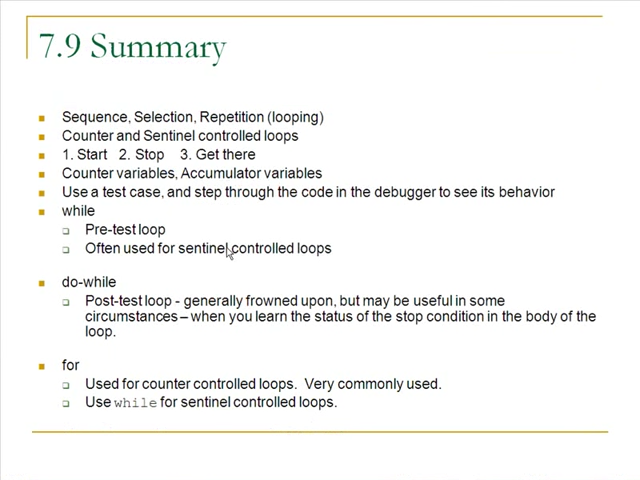 7.9 Summary
Sequence, Selection, Repetition (looping)
Counter and Sentinel controlled loops
1. Start   2. Stop    3. Get there
Counter variables, Accumulator variables
Use a test case, and step through the code in the debugger to see its behavior
while
Pre-test loop
Often used for sentinel controlled loops
do-while
Post-test loop - generally frowned upon, but may be useful in some
circumstances – when you learn the status of the stop condition in the body of the
loop.
for
Used for counter controlled loops.  Very commonly used.
Use while for sentinel controlled loops.